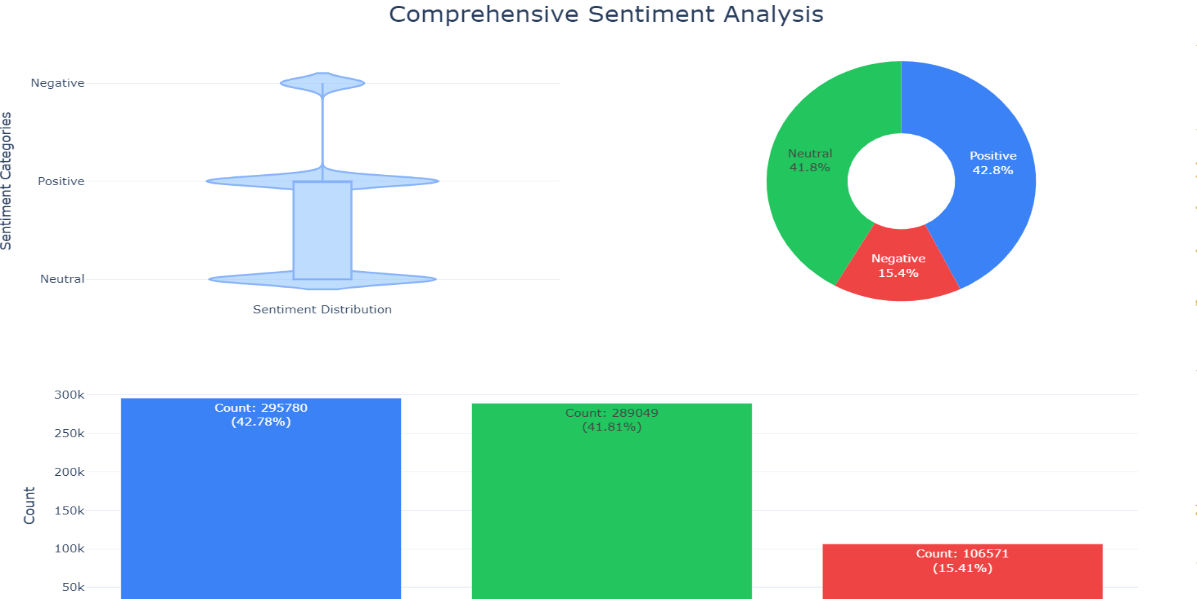 Comprehensive Sentiment Analysis
Sentiment Categories
Negative
Positive
Neutral
Sentiment Distribution
Neutral
41.8%
Positive
42.8%
Negative
15.4%
Count
300k
250k
200k
150k
100k
50k
Count: 295780
(42.78%)
Count: 289049
(41.81%)
Count: 106571
(15.41%)